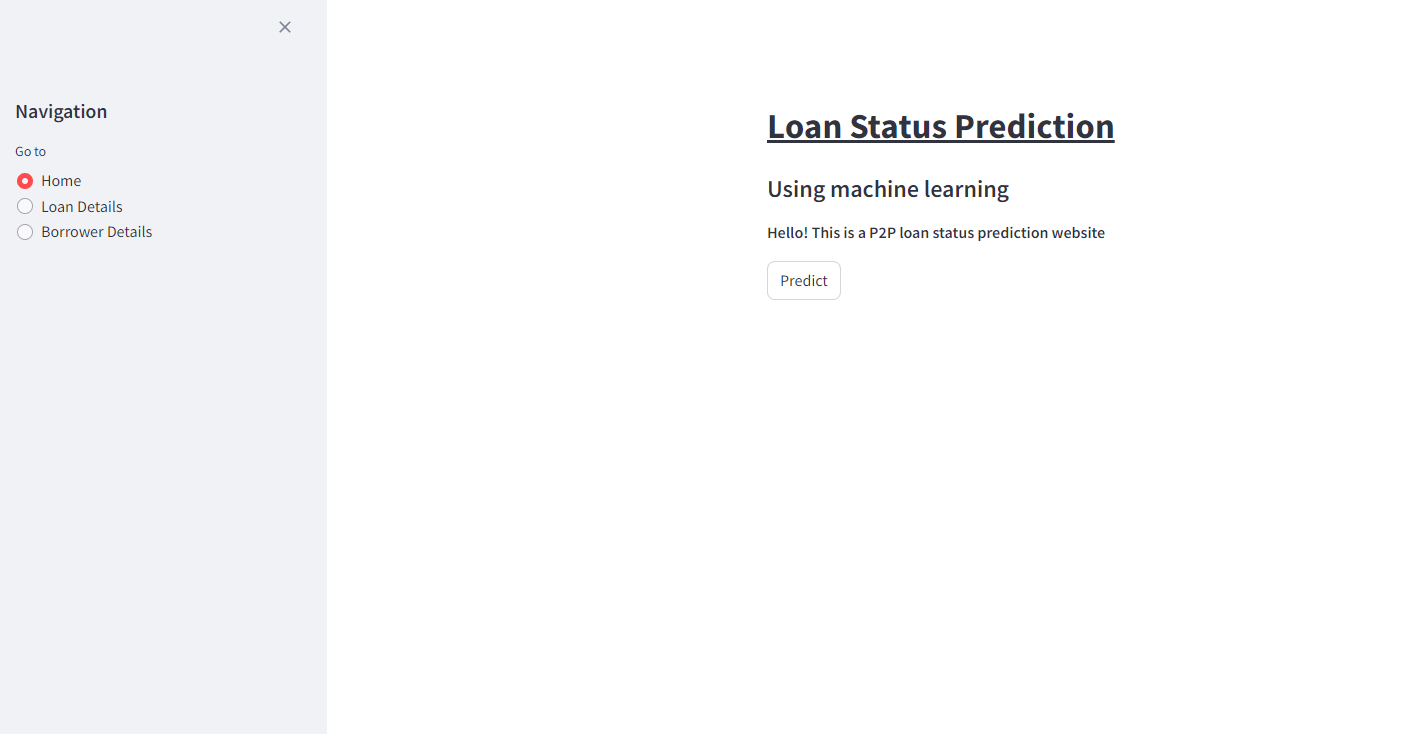 Navigation
Go to
Home
Loan Details
Borrower Details
Loan Status Prediction
Using machine learning
Hello! This is a P2P loan status prediction website
Predict